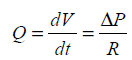 Q = dV/dt = ΔP/R